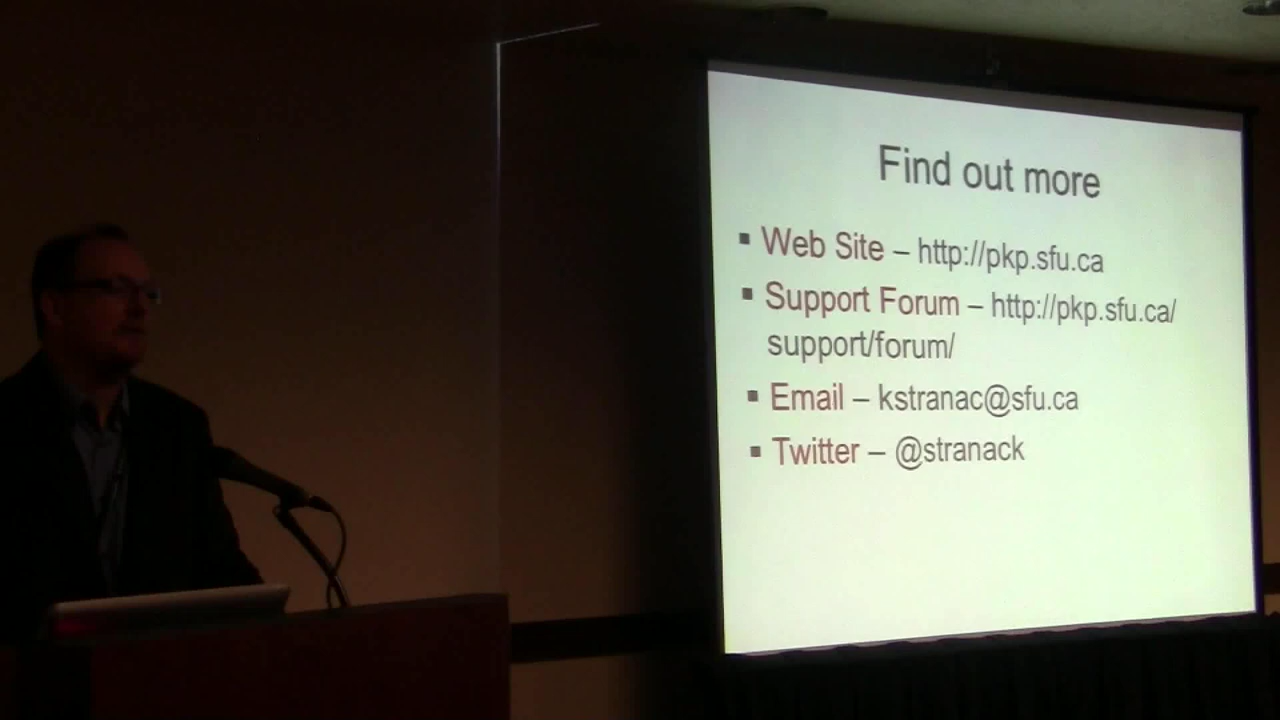 Find out more
▪ Web Site – http://pkp.sfu.ca
▪ Support Forum – http://pkp.sfu.ca/
support/forum/
▪ Email – kstranac@sfu.ca
▪ Twitter – @stranack